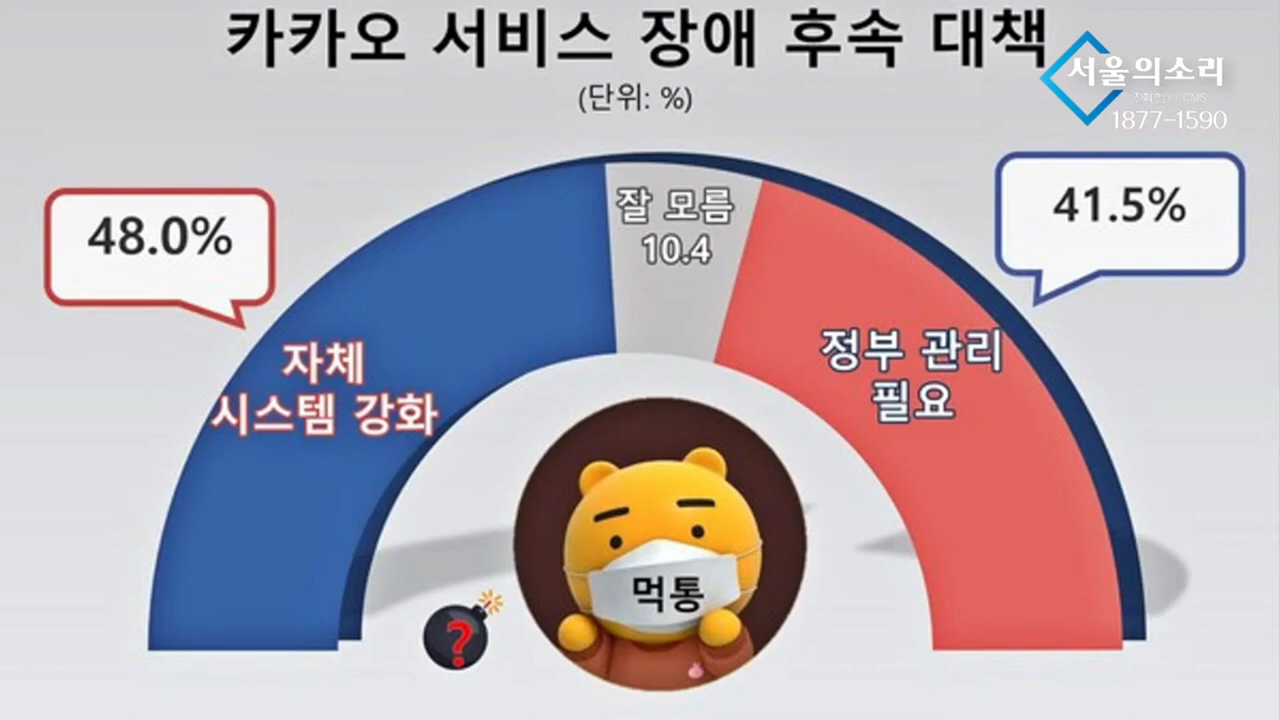 카카오 서비스 장애 후속 대책
(단위: %)
서울의소리
1877-1590
48.0%
잘 모름
10.4
41.5%
자체
시스템 강화
정부 관리
필요
먹통
?